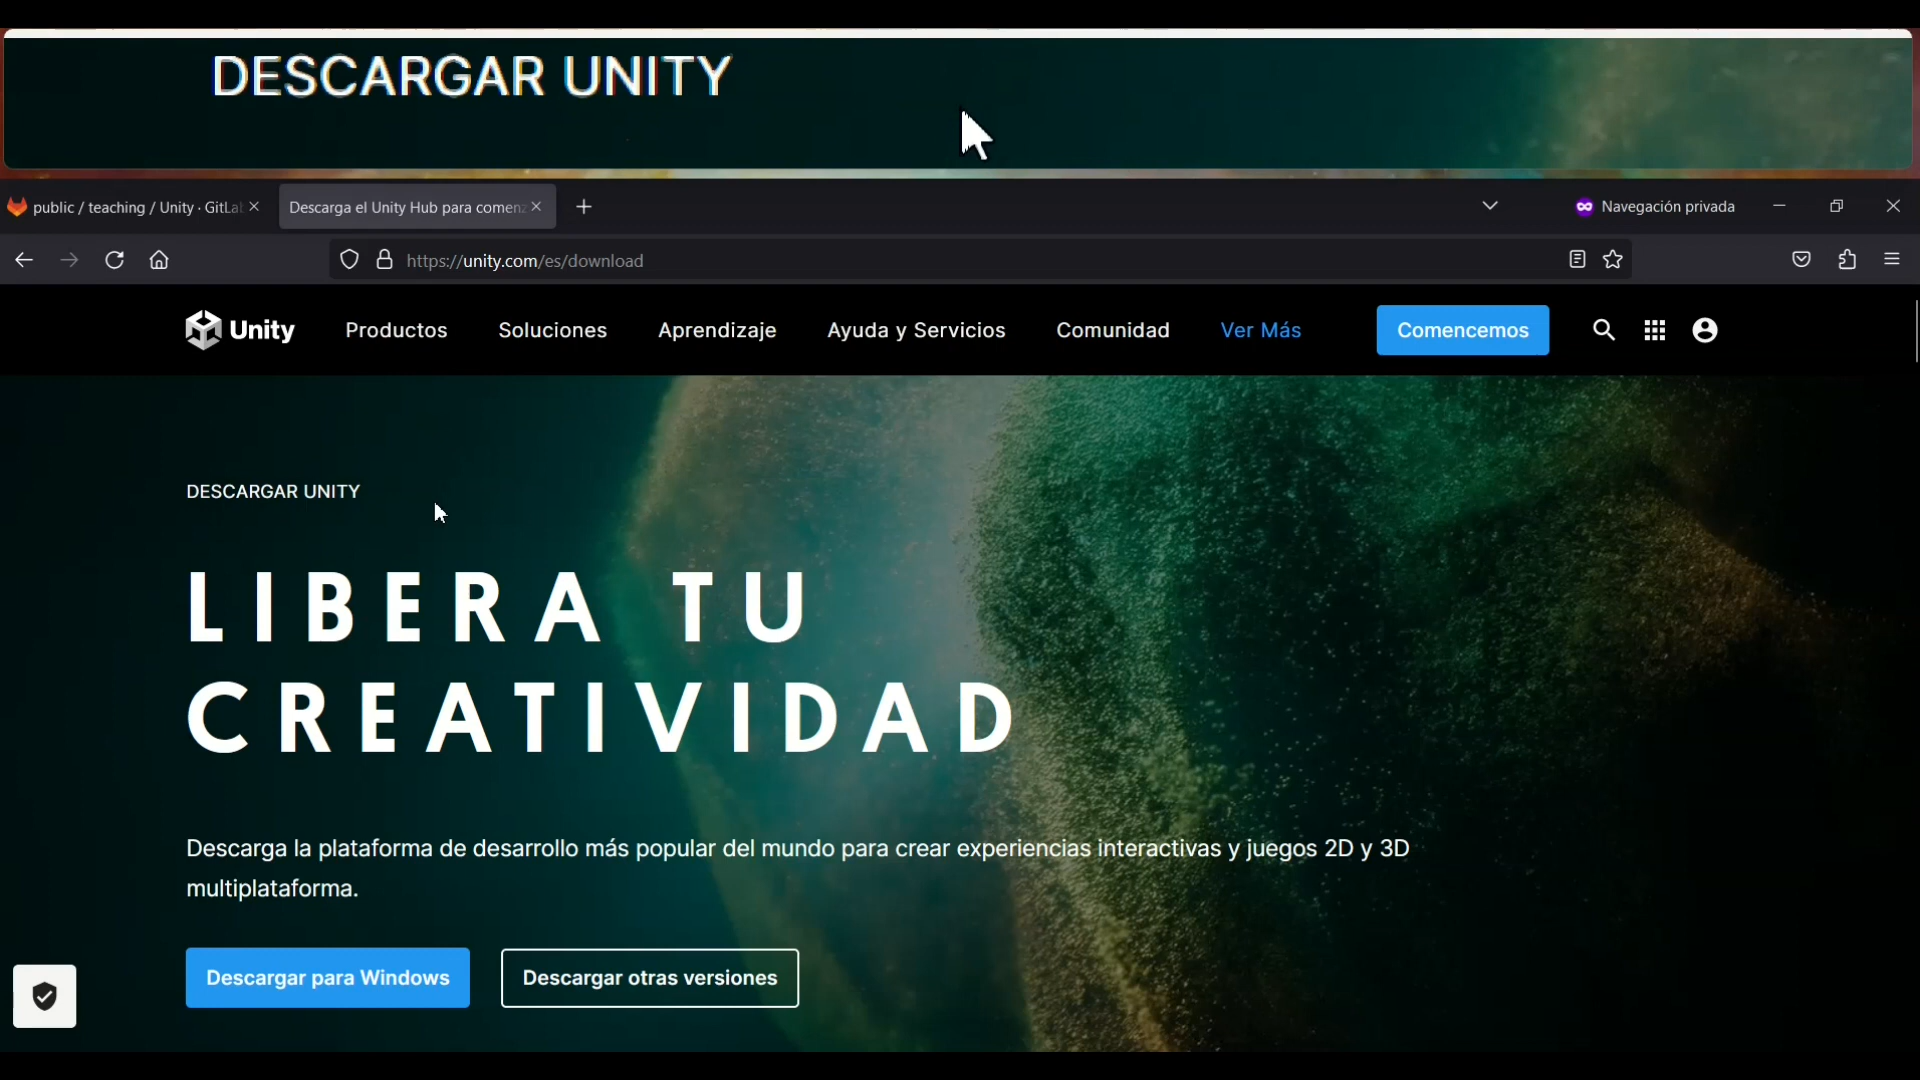 DESCARGAR UNITY
public / teaching / Unity · GitLa
Descarga el Unity Hub para comenz
Navegación privada
https://unity.com/es/download
Unity
Productos
Soluciones
Aprendizaje
Ayuda y Servicios
Comunidad
Ver Más
Comencemos
DESCARGAR UNITY
LIBERA TU
CREATIVIDAD
Descarga la plataforma de desarrollo más popular del mundo para crear experiencias interactivas y juegos 2D y 3D
multiplataforma.
Descargar para Windows
Descargar otras versiones